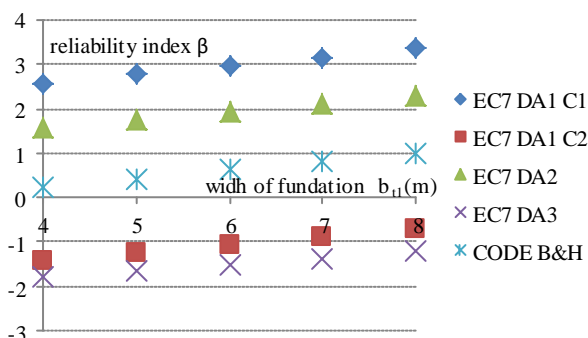 4
reliability index β
3
2
1
0
-1
-2
-3
widh of fundation b_t1(m)
4 5 6 7 8
EC7 DA1 C1
EC7 DA1 C2
EC7 DA2
EC7 DA3
CODE B&H